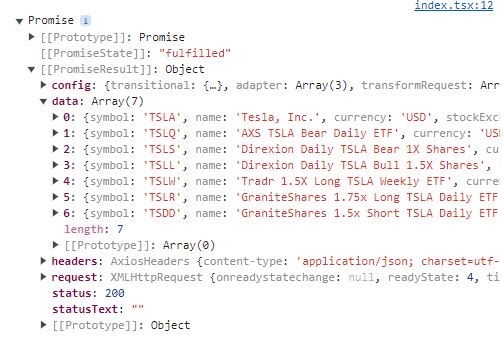 index.tsx:12
▼ Promise i
▶ [[Prototype]]: Promise
[[PromiseState]]: "fulfilled"
▼ [[PromiseResult]]: Object
▶ config: {transitional: {…}, adapter: Array(3), transformRequest: Arr
▼ data: Array(7)
▶ 0: {symbol: 'TSLA', name: 'Tesla, Inc.', currency: 'USD', stockExc
▶ 1: {symbol: 'TSLQ', name: 'AXS TSLA Bear Daily ETF', currency: 'US
▶ 2: {symbol: 'TSLS', name: 'Direxion Daily TSLA Bear 1X Shares', c
▶ 3: {symbol: 'TSLL', name: 'Direxion Daily TSLA Bull 1.5X Shares',
▶ 4: {symbol: 'TSLW', name: 'Tradr 1.5X Long TSLA Weekly ETF', curre
▶ 5: {symbol: 'TSLR', name: 'GraniteShares 1.75x Long TSLA Daily ETF
▶ 6: {symbol: 'TSDD', name: 'GraniteShares 1.5x Short TSLA Daily ETF
length: 7
▶ [[Prototype]]: Array(0)
▶ headers: AxiosHeaders {content-type: 'application/json; charset=utf-
▶ request: XMLHttpRequest {onreadystatechange: null, readyState: 4, ti
status: 200
statusText: ""
▶ [[Prototype]]: Object